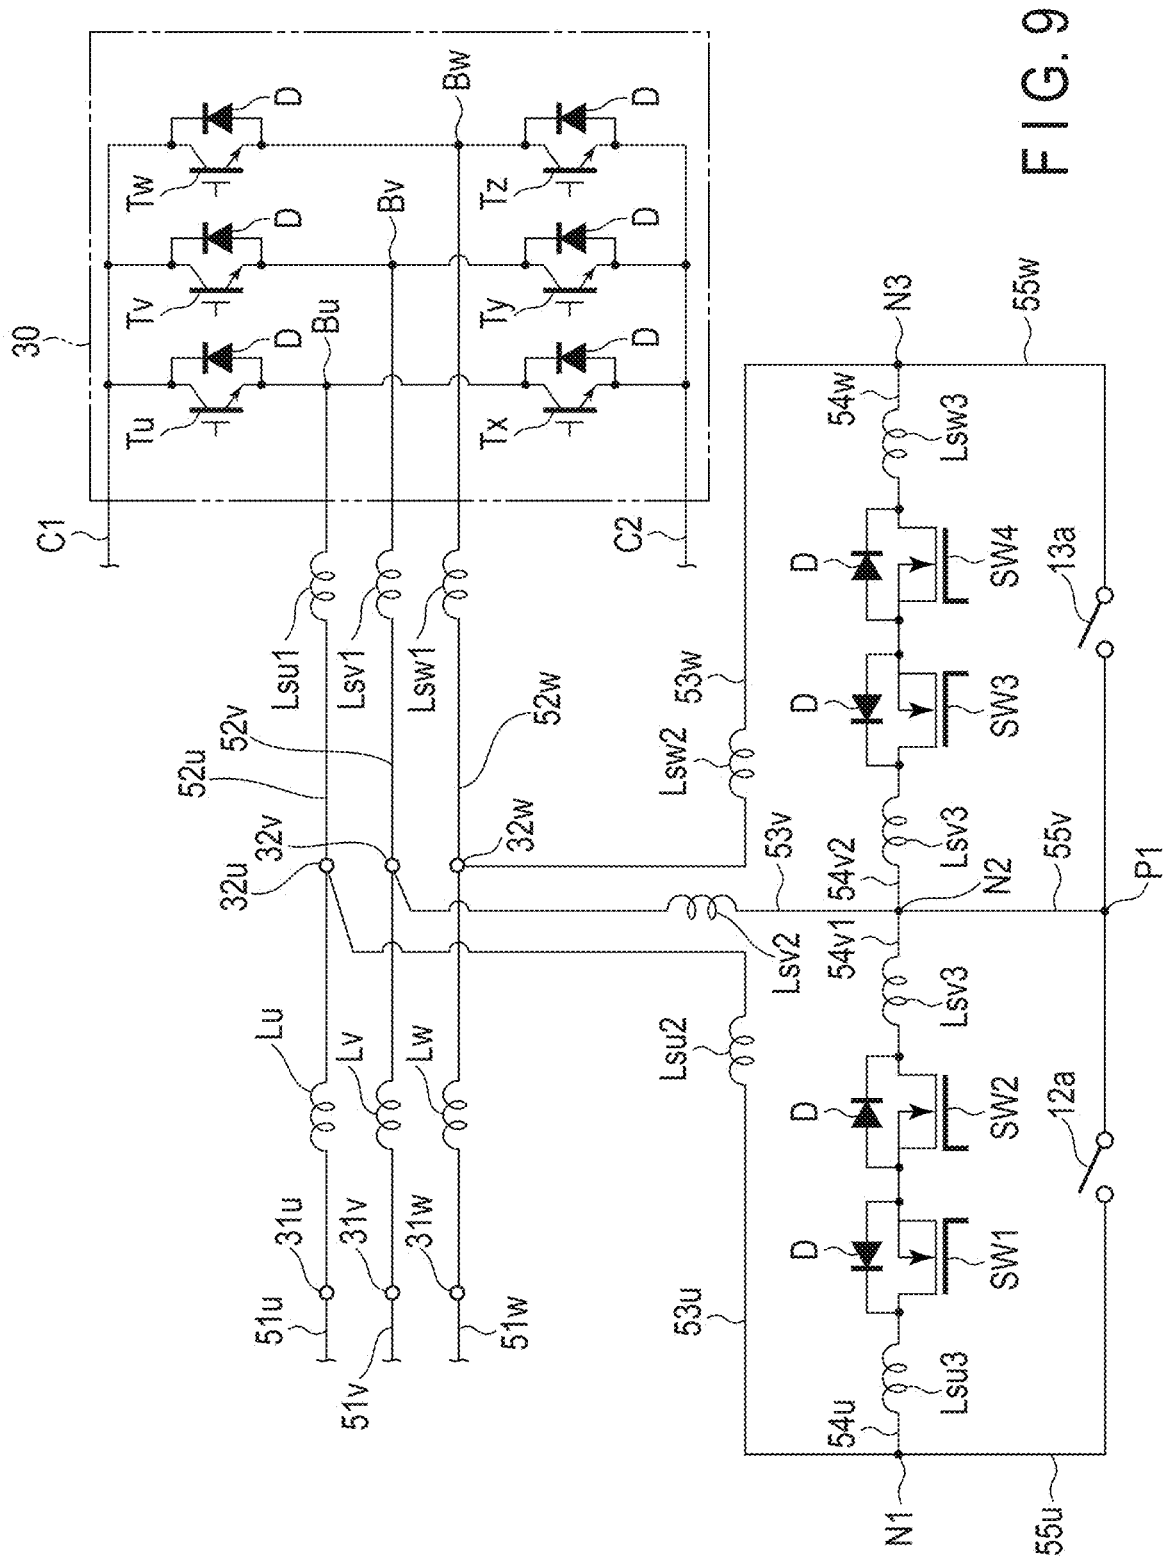 30
C1
Tu
D
Tv
D
Tw
D
Bu
Bv
Bw
Tx
D
Ty
D
Tz
D
C2
Lsu1
Lsv1
Lsw1
52u
52v
52w
32u
32v
32w
Lu
Lv
Lw
31u
31v
31w
51u
51v
51w
53u
Lsu2
Lsv2
53v
Lsw2
53w
N1
54u
Lsu3
D
SW1
D
SW2
Lsv3
54v1
N2
54v2
Lsv3
D
SW3
D
SW4
Lsw3
54w
N3
55u
12a
P1
55v
13a
55w
FIG. 9